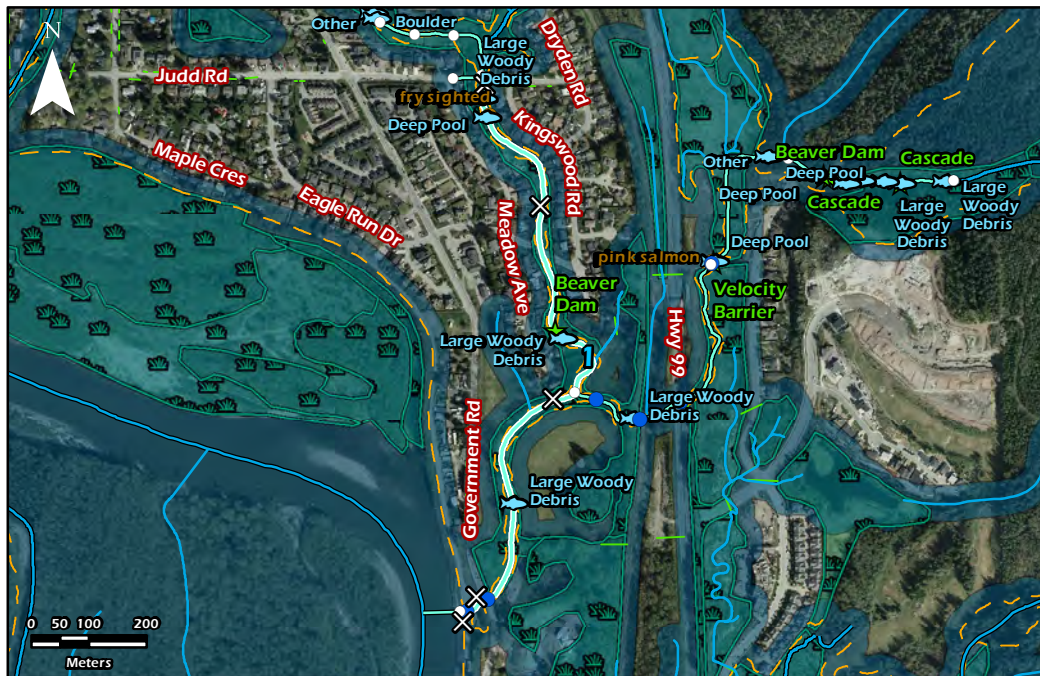 Other
Boulder
N
Judd Rd
Large
Woody
Debris
Dryden Rd
fry sighted
Deep Pool
Kingswood Rd
Maple Cres
Eagle Run Dr
Meadow Ave
Beaver
Dam
Large Woody
Debris
1
Government Rd
Large Woody
Debris
Hwy 99
Large Woody
Debris
Other
Beaver Dam
Deep Pool
Cascade
Deep Pool
Cascade
Large
Woody
Debris
Large
Woody
Debris
Deep Pool
pink salmon
Velocity
Barrier
0 50 100 200
Meters